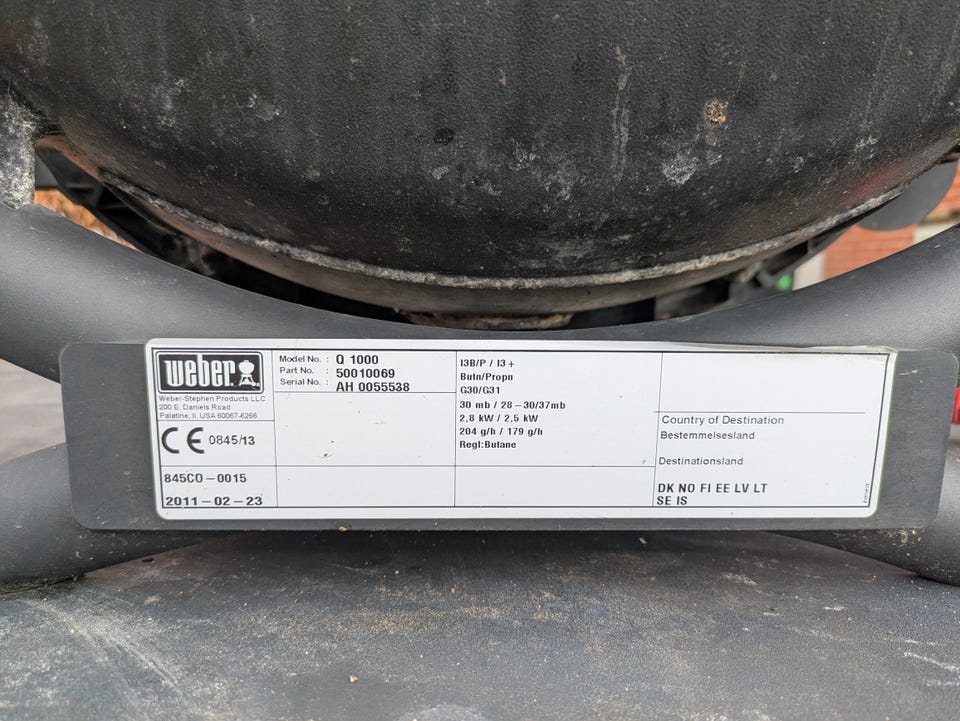 weber
Weber-Stephen Products LLC
200 E. Daniels Road
Palatine, Il. USA 60067-6266
CE 0845/13
845CO-0015
2011-02-23
Model No. : Q 1000
Part No. : 50010069
Serial No. : AH 0055538
I3B/P / I3+
Butn/Propn
G30/G31
30 mb / 28-30/37mb
2,8 kW / 2,5 kW
204 g/h / 179 g/h
Regl:Butane
Country of Destination
Bestemmelsesland
Destinationsland
DK NO FI EE LV LT
SE IS